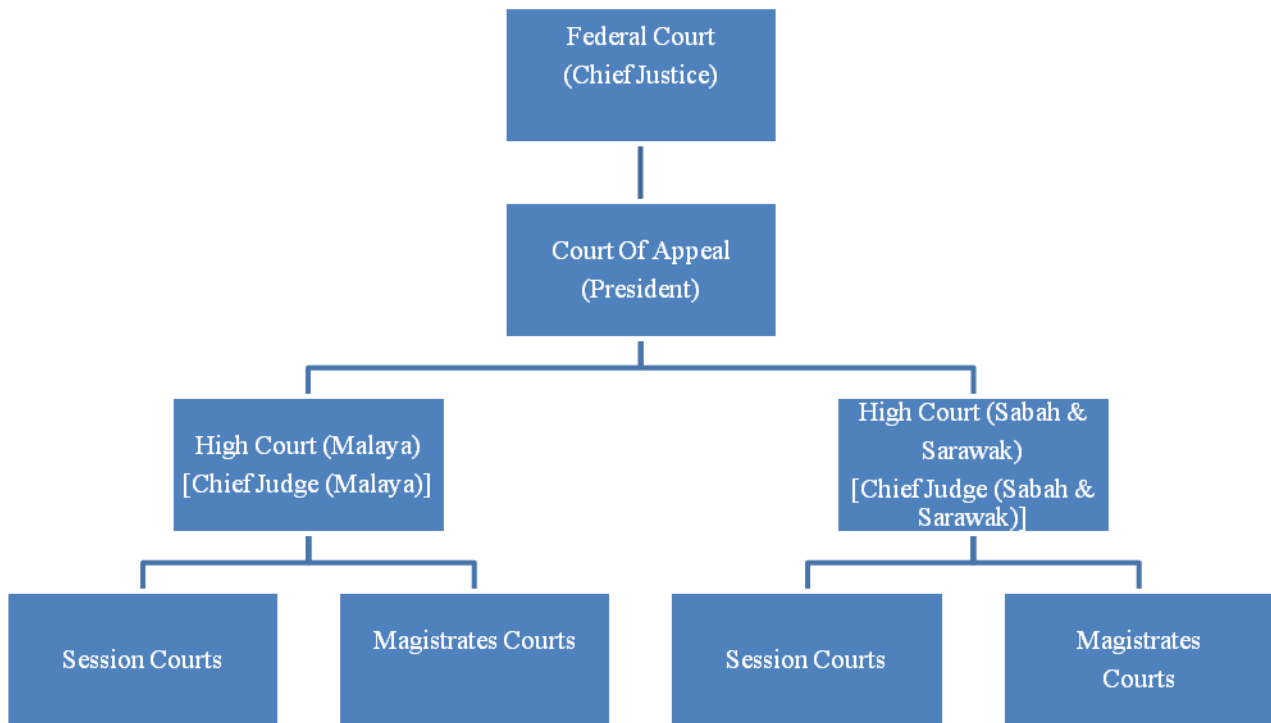 Federal Court
(Chief Justice)
Court Of Appeal
(President)
High Court (Malaya)
[Chief Judge (Malaya)]
High Court (Sabah &
Sarawak)
[Chief Judge (Sabah &
Sarawak)]
Session Courts
Magistrates Courts
Session Courts
Magistrates
Courts